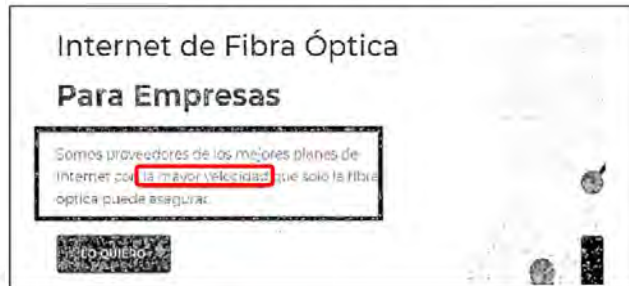 Internet de Fibra Óptica
Para Empresas
Somos proveedores de los mejores planes de
internet con la mayor velocidad que solo la fibra
óptica puede asegurar.
LO QUIERO